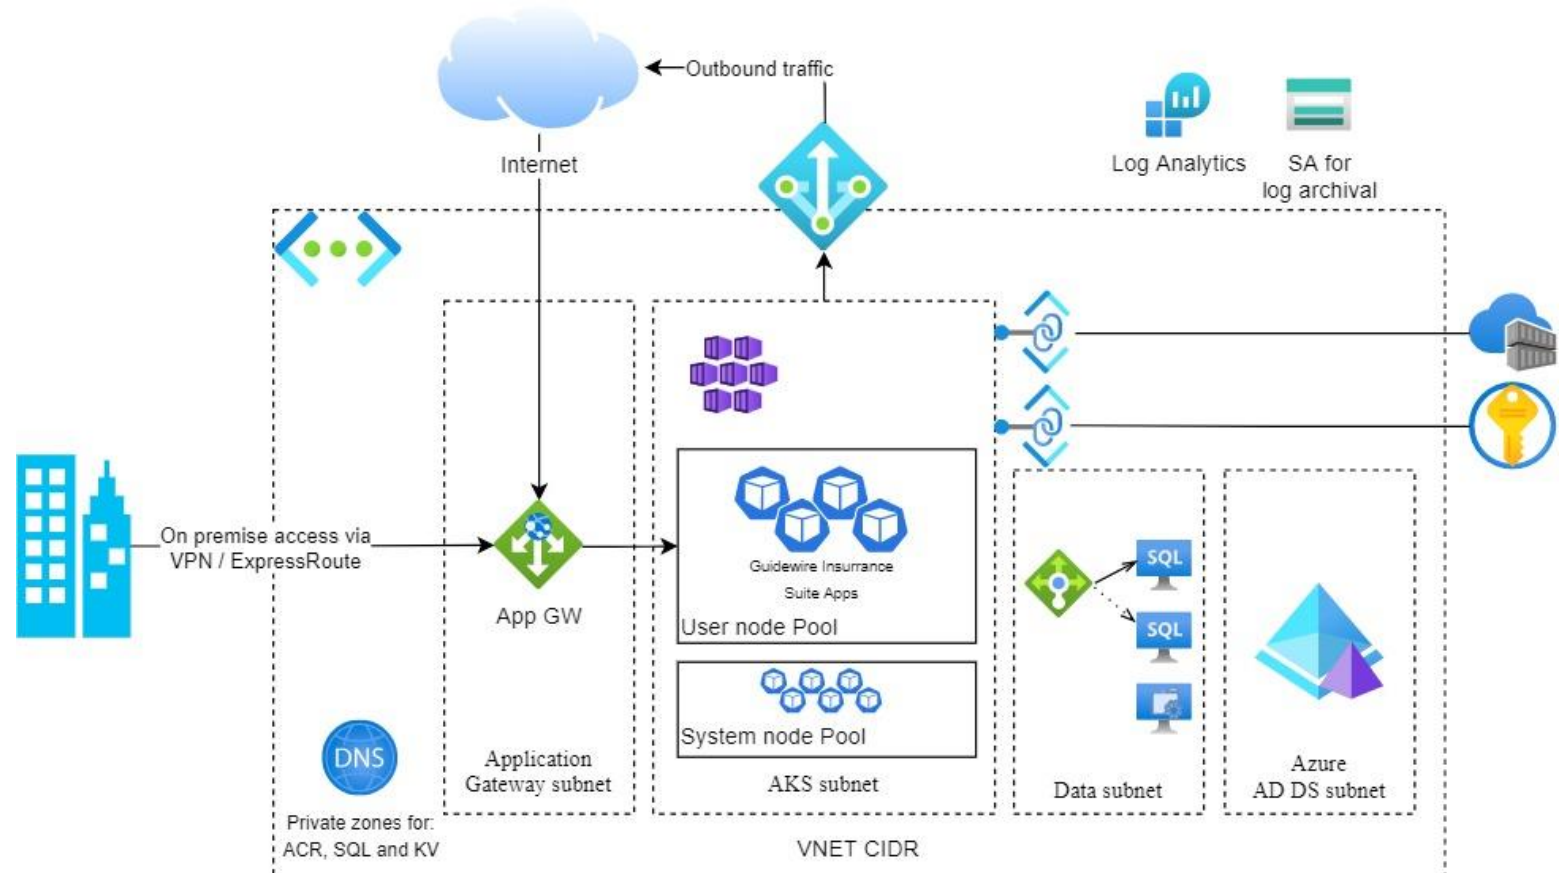 Outbound traffic
Internet
Log Analytics
SA for
log archival
On premise access via
VPN / ExpressRoute
App GW
Guidewire Insurrance
Suite Apps
User node Pool
System node Pool
SQL
SQL
DNS
Private zones for:
ACR, SQL and KV
Application
Gateway subnet
AKS subnet
Data subnet
Azure
AD DS subnet
VNET CIDR